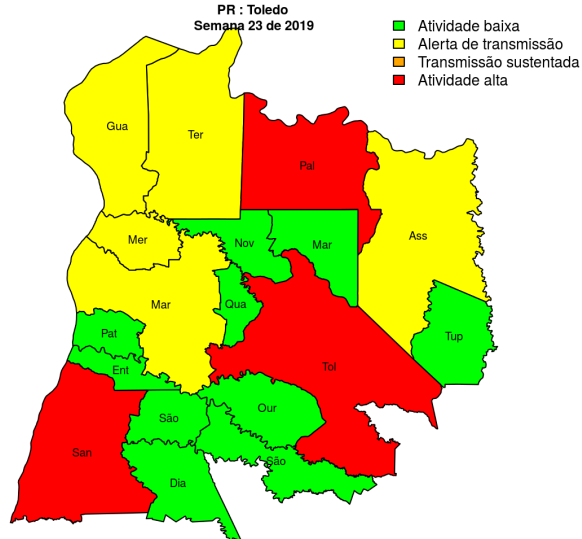 PR : Toledo
Semana 23 de 2019
Atividade baixa
Alerta de transmissão
Transmissão sustentada
Atividade alta
Gua
Ter
Pal
Ass
Mer
Nov
Mar
Mar
Qua
Pat
Tup
Ent
Tol
São
Our
San
São
Dia